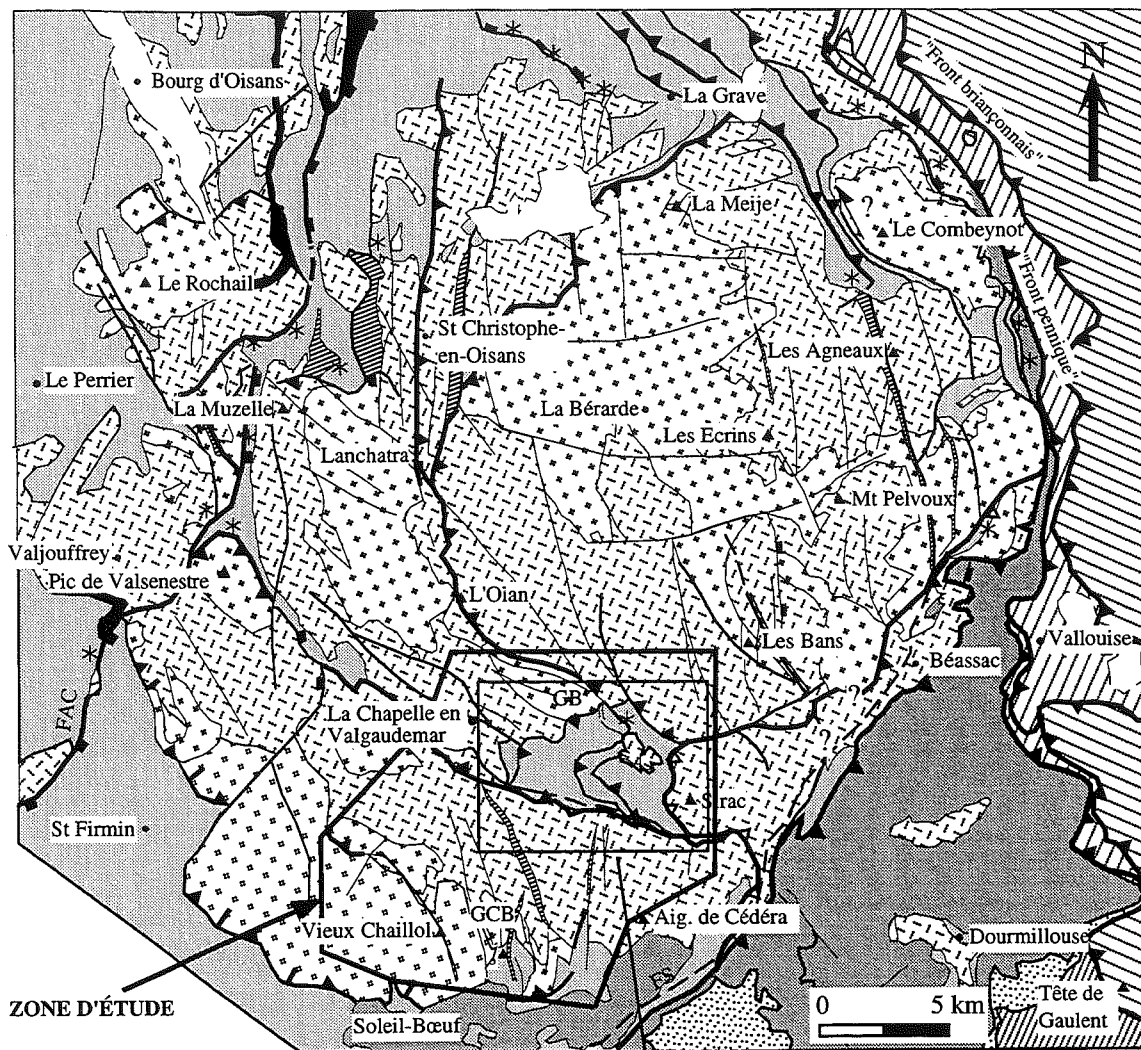 Bourg d'Oisans
La Grave
"Front briançonnais"
N
La Meije
?
Le Combeynot
Le Rochail
"Front pennique"
St Christophe-
en-Oisans
Les Agneaux
Le Perrier
La Muzelle
La Bérarde
Lanchatra
Les Ecrins
Mt Pelvoux
Valjouffrey
Pic de Valsenestre
L'Oian
Les Bans
Vallouise
Béassac
FAC
GB
?
La Chapelle en
Valgaudemar
?
Sirac
St Firmin
GCB
Vieux Chaillol
Aig. de Cédéra
Dourmillouse
FS
ZONE D'ÉTUDE
0 5 km
Tête de
Gaulent
Soleil-Bœuf